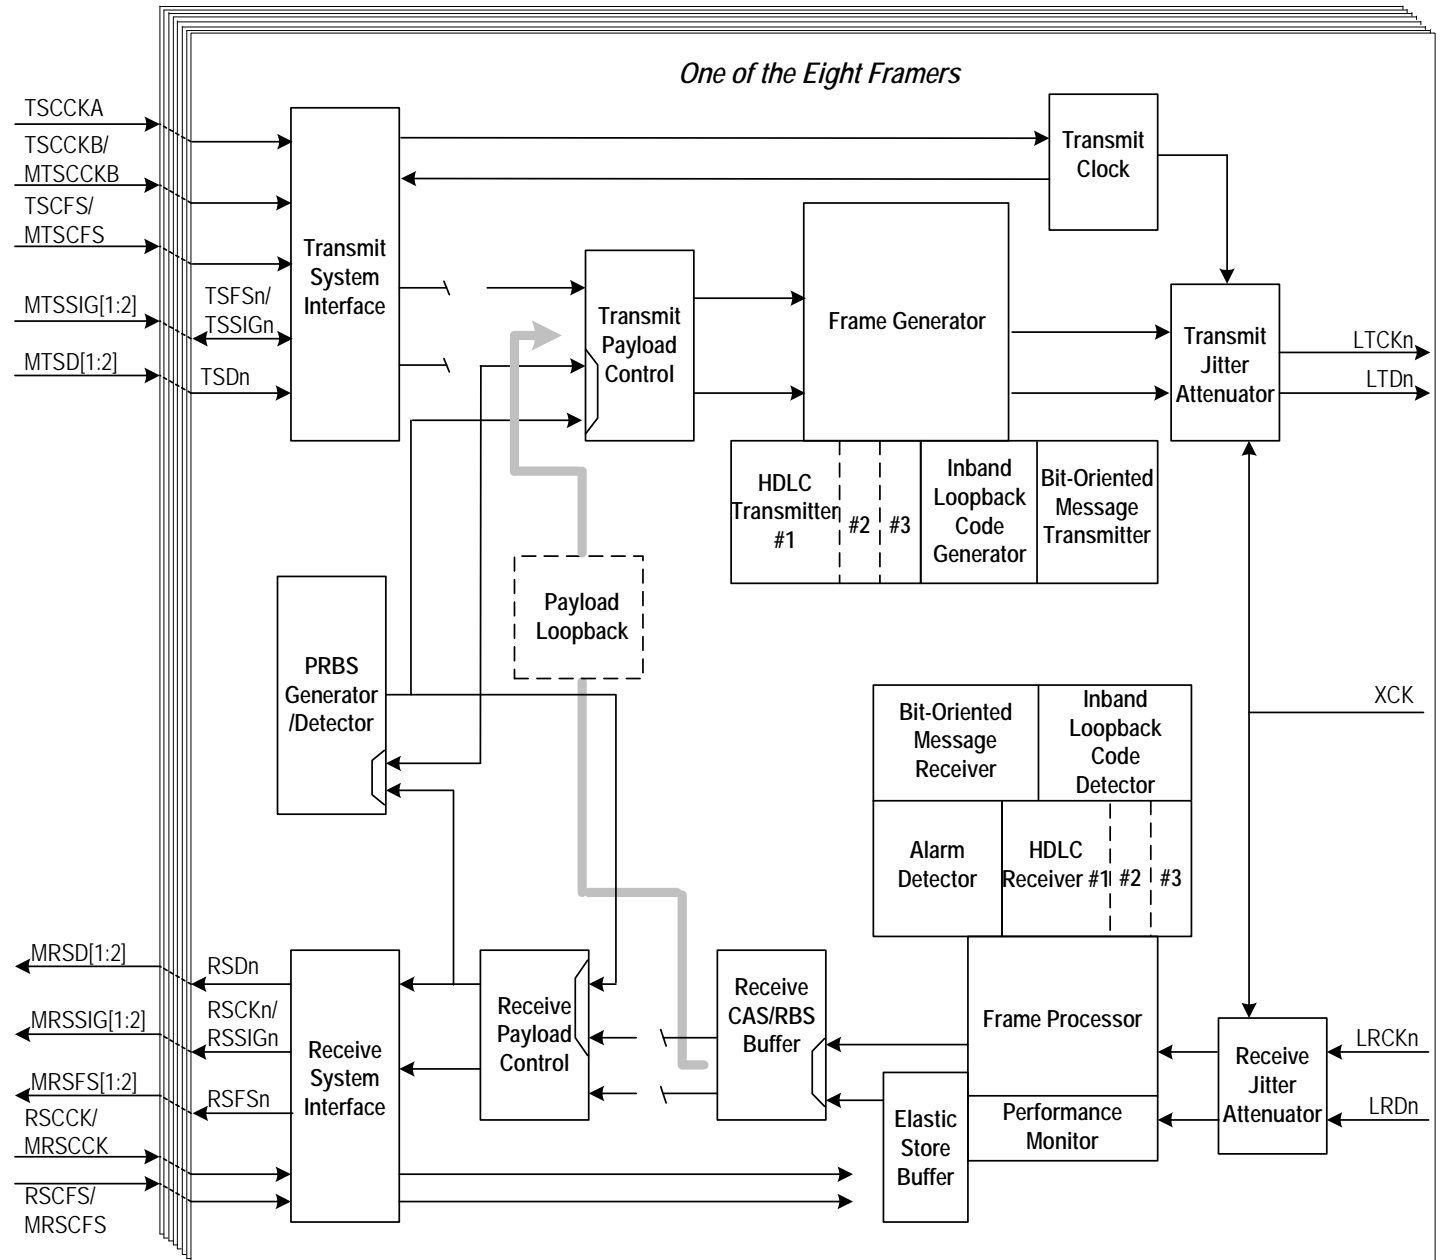 One of the Eight Framers
TSCCKA
TSCCKB/
MTSCCKB
TSCFS/
MTSCFS
MTSSIG[1:2]
TSFSn/
TSSIGn
MTSD[1:2]
TSDn
Transmit
System
Interface
Transmit
Clock
Transmit
Payload
Control
Frame Generator
Transmit
Jitter
Attenuator
LTCKn
LTDn
HDLC
Transmitter
#1
#2
#3
Inband
Loopback
Code
Generator
Bit-Oriented
Message
Transmitter
Payload
Loopback
PRBS
Generator
/Detector
XCK
Bit-Oriented
Message
Receiver
Inband
Loopback
Code
Detector
Alarm
Detector
HDLC
Receiver #1
#2
#3
MRSD[1:2]
RSDn
MRSSIG[1:2]
RSCKn/
RSSIGn
MRSFS[1:2]
RSFSn
RSCCK/
MRSCCK
RSCFS/
MRSCFS
Receive
System
Interface
Receive
Payload
Control
Receive
CAS/RBS
Buffer
Frame Processor
Elastic
Store
Buffer
Performance
Monitor
Receive
Jitter
Attenuator
LRCKn
LRDn